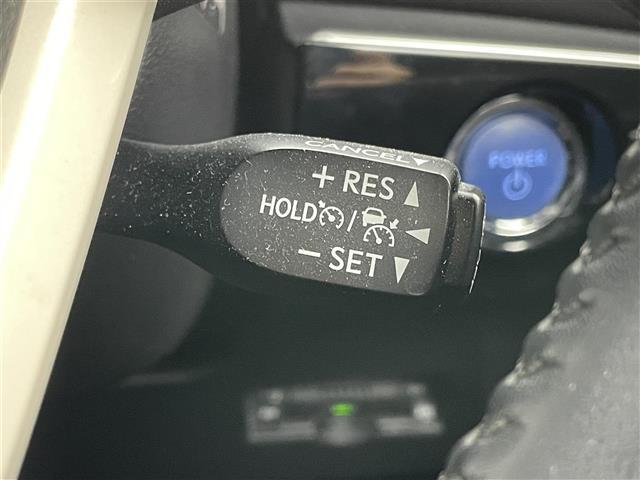 CANCEL
+ RES
HOLD /
- SET
POWER